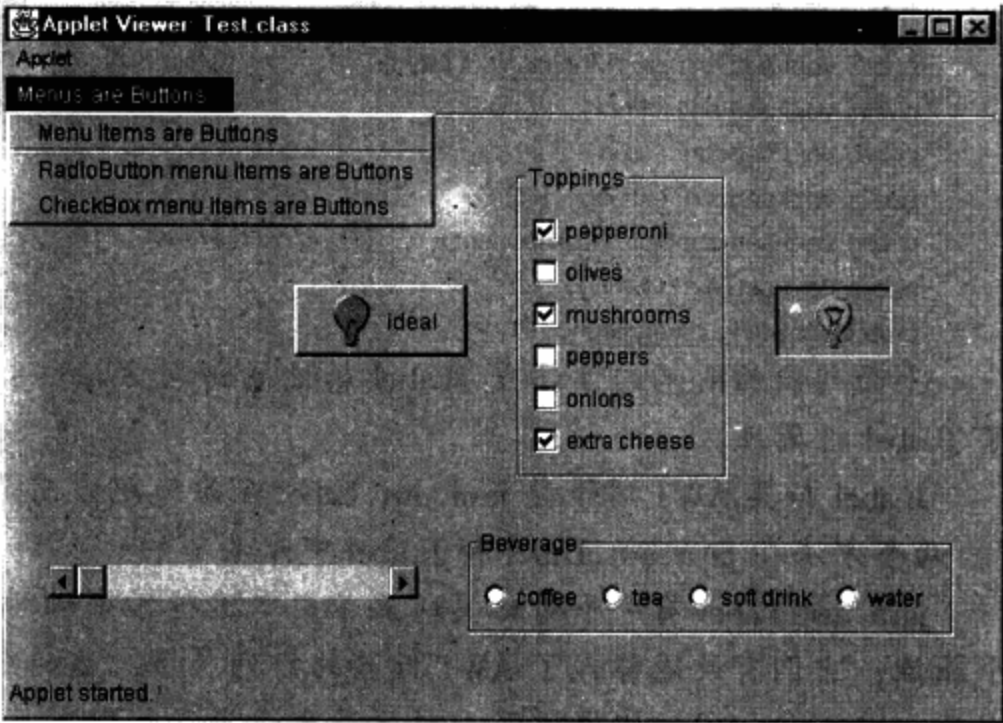 Applet Viewer: Test.class
Applet
Menus are Buttons
Menu Items are Buttons
RadioButton menu items are Buttons
CheckBox menu items are Buttons
Toppings
pepperoni
olives
mushrooms
peppers
onions
extra cheese
ideal
Beverage
coffee tea soft drink water
Applet started.